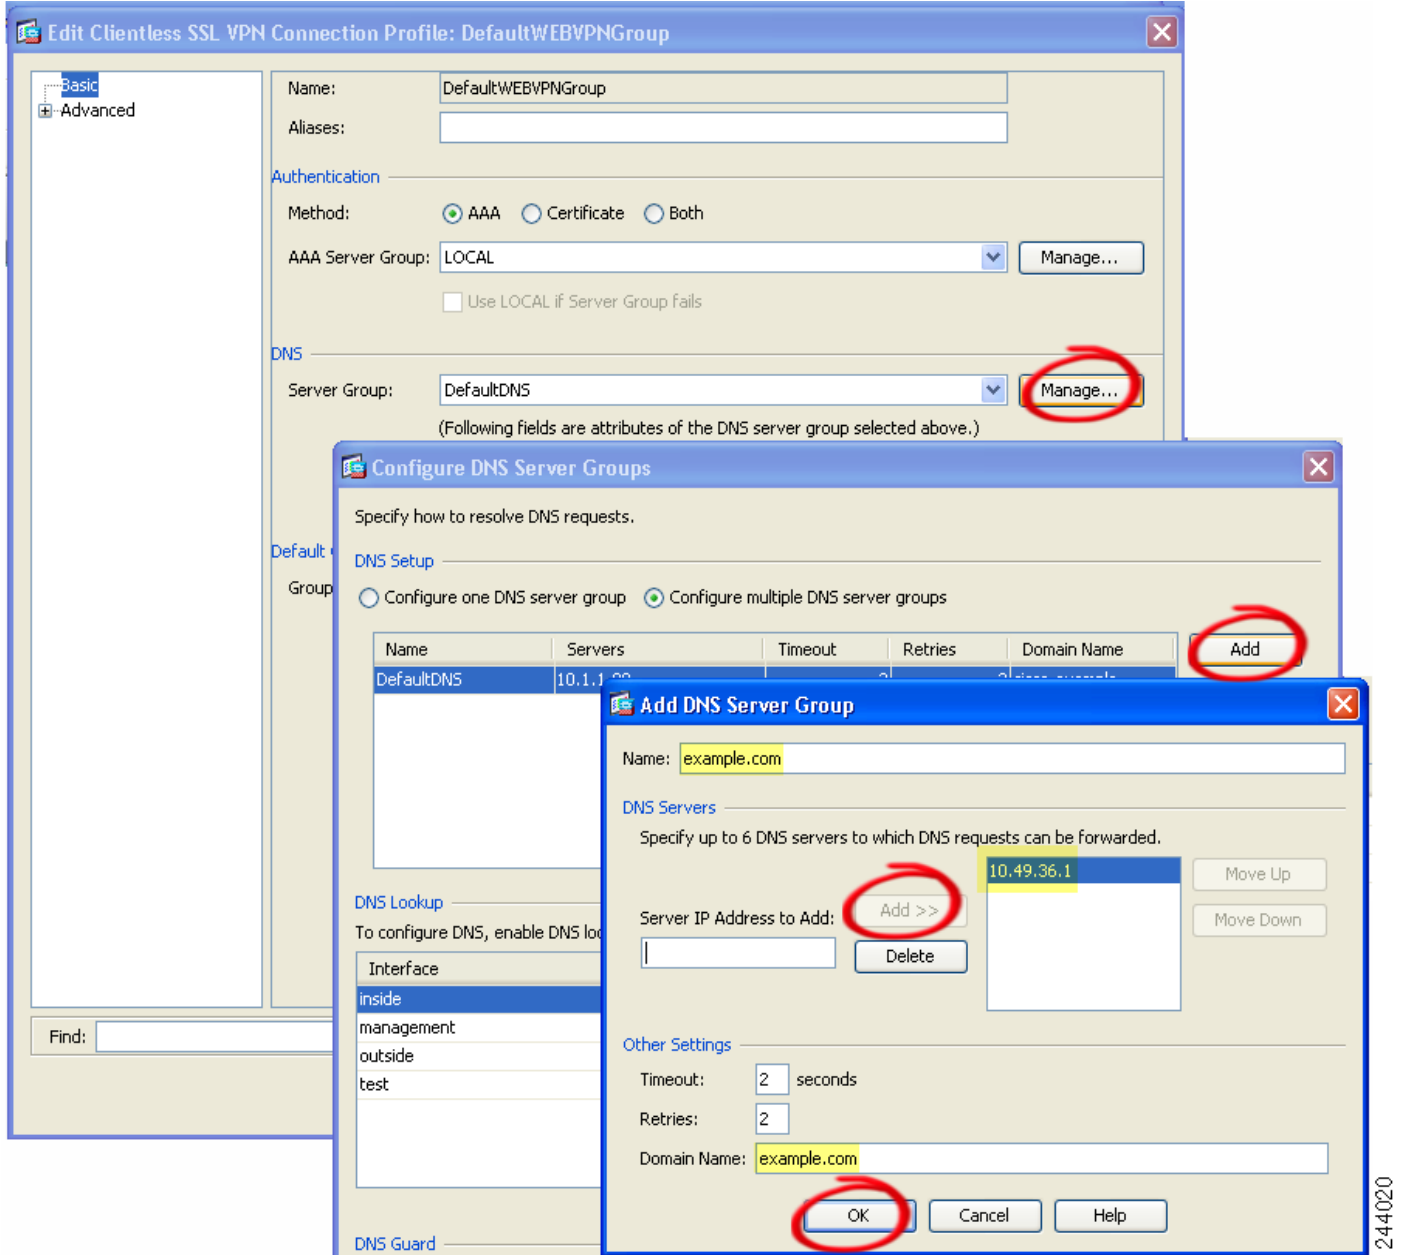 Edit Clientless SSL VPN Connection Profile: DefaultWEBVPNGroup
Basic
Advanced
Name: DefaultWEBVPNGroup
Aliases:
Authentication
Method: AAA Certificate Both
AAA Server Group: LOCAL Manage...
Use LOCAL if Server Group fails
DNS
Server Group: DefaultDNS Manage...
(Following fields are attributes of the DNS server group selected above.)
Default
Group
Find:
Configure DNS Server Groups
Specify how to resolve DNS requests.
DNS Setup
Configure one DNS server group Configure multiple DNS server groups
Name Servers Timeout Retries Domain Name Add
DefaultDNS
DNS Lookup
To configure DNS, enable DNS
Interface
inside
management
outside
test
DNS Guard
Add DNS Server Group
Name: example.com
DNS Servers
Specify up to 6 DNS servers to which DNS requests can be forwarded.
10.49.36.1 Move Up
Server IP Address to Add: Add >> Move Down
Delete
Other Settings
Timeout: 2 seconds
Retries: 2
Domain Name: example.com
OK Cancel Help
244020